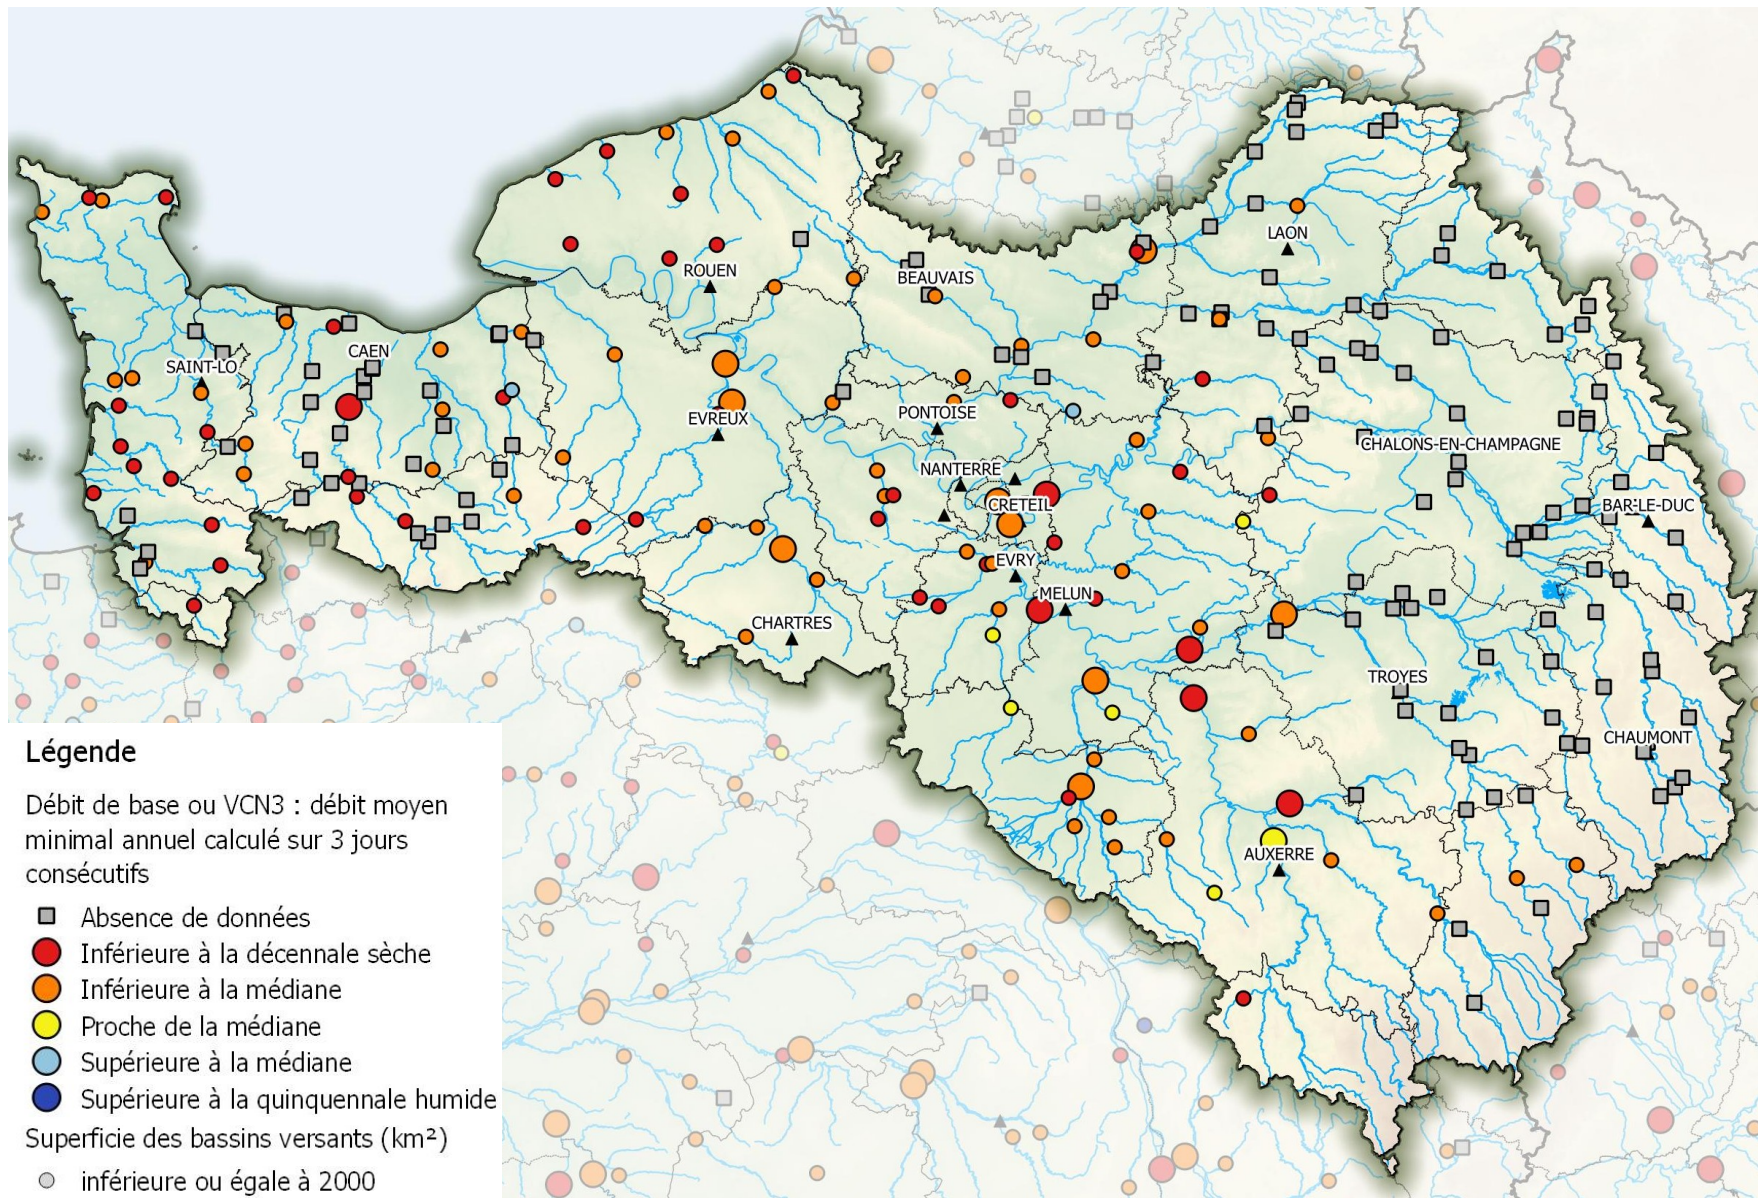 LAON
ROUEN
BEAUVAIS
CAEN
SAINT-LO
PONTOISE
EVREUX
CHALONS-EN-CHAMPAGNE
NANTERRE
CRETEIL
BAR-LE-DUC
EVRY
MELUN
CHARTRES
TROYES
CHAUMONT
AUXERRE
Légende
Débit de base ou VCN3 : débit moyen
minimal annuel calculé sur 3 jours
consécutifs
Absence de données
Inférieure à la décennale sèche
Inférieure à la médiane
Proche de la médiane
Supérieure à la médiane
Supérieure à la quinquennale humide
Superficie des bassins versants (km²)
inférieure ou égale à 2000